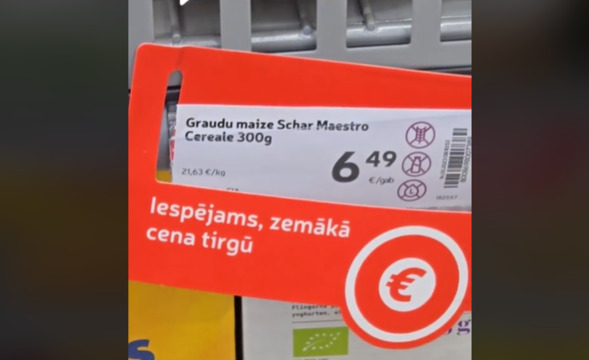 Graudu maize Schar Maestro
Cereale 300g
6 49
21,63 €/kg
€/gab
Iespējams, zemākā
cena tirgū
€